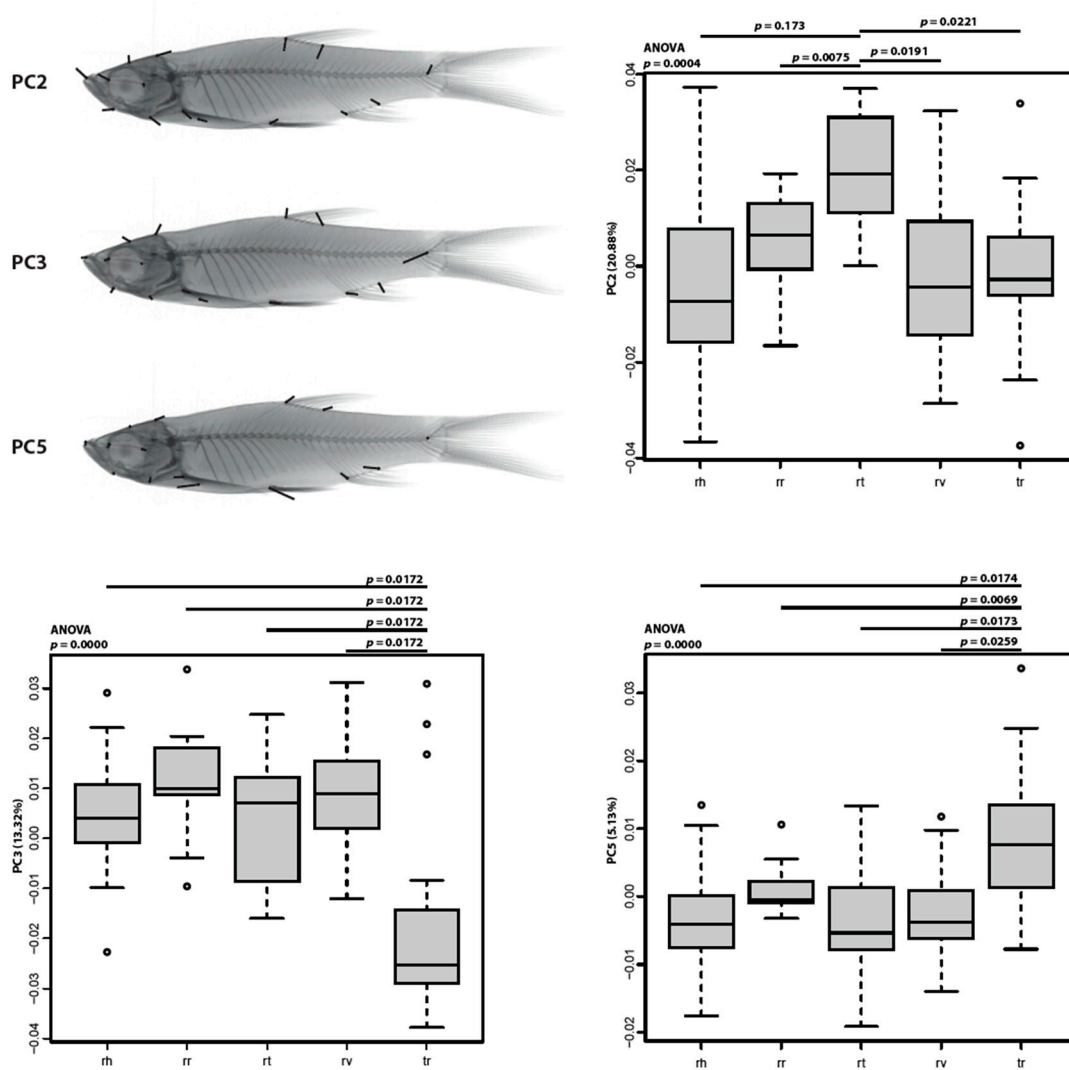 PC2
PC3
PC5
p = 0.173
p = 0.0221
ANOVA
p = 0.0004
p = 0.0075
p = 0.0191
PC2 (20.88%)
0.04
0.02
0.00
−0.02
−0.04
rh rr rt rv tr
p = 0.0172
p = 0.0172
p = 0.0172
p = 0.0172
ANOVA
p = 0.0000
PC3 (13.32%)
0.03
0.02
0.01
0.00
−0.01
−0.02
−0.03
−0.04
rh rr rt rv tr
p = 0.0174
p = 0.0069
p = 0.0173
p = 0.0259
ANOVA
p = 0.0000
PC5 (5.13%)
0.03
0.02
0.01
0.00
−0.01
−0.02
rh rr rt rv tr